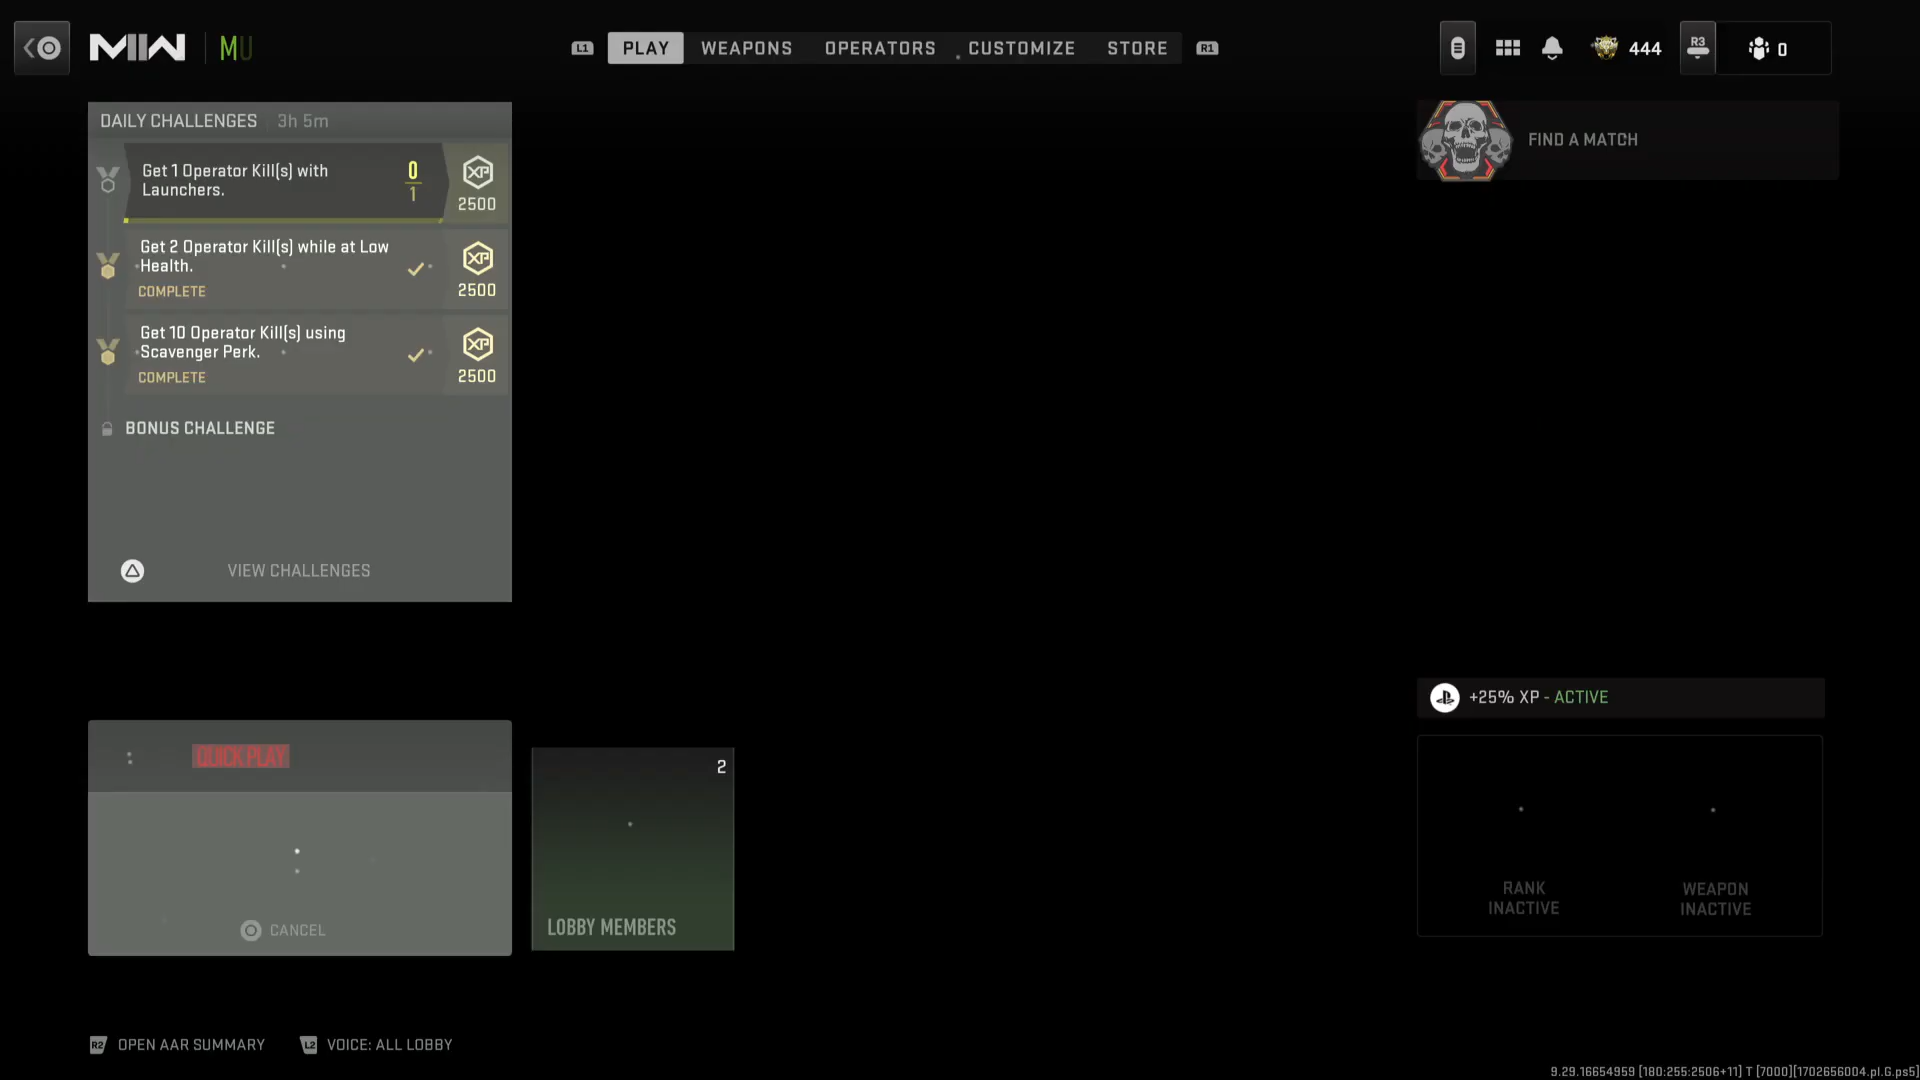 MW MU
L1 PLAY WEAPONS OPERATORS CUSTOMIZE STORE R1
444 R3 0
DAILY CHALLENGES 3h 5m
Get 1 Operator Kill(s) with
Launchers.
0
1
XP
2500
Get 2 Operator Kill(s) while at Low
Health.
COMPLETE
XP
2500
Get 10 Operator Kill(s) using
Scavenger Perk.
COMPLETE
XP
2500
BONUS CHALLENGE
VIEW CHALLENGES
FIND A MATCH
+25% XP - ACTIVE
RANK
INACTIVE
WEAPON
INACTIVE
QUICK PLAY
CANCEL
2
LOBBY MEMBERS
R2 OPEN AAR SUMMARY L2 VOICE: ALL LOBBY
9.29.16654959 [180:255:2506+11] T [7000][1702656004.pl.G.ps5]